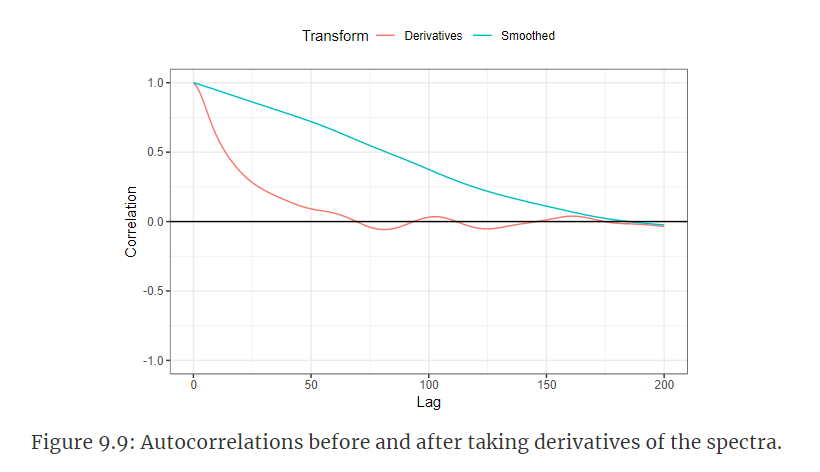 Transform Derivatives Smoothed
1.0
0.5
0.0
-0.5
-1.0
Correlation
0 50 100 150 200
Lag
Figure 9.9: Autocorrelations before and after taking derivatives of the spectra.